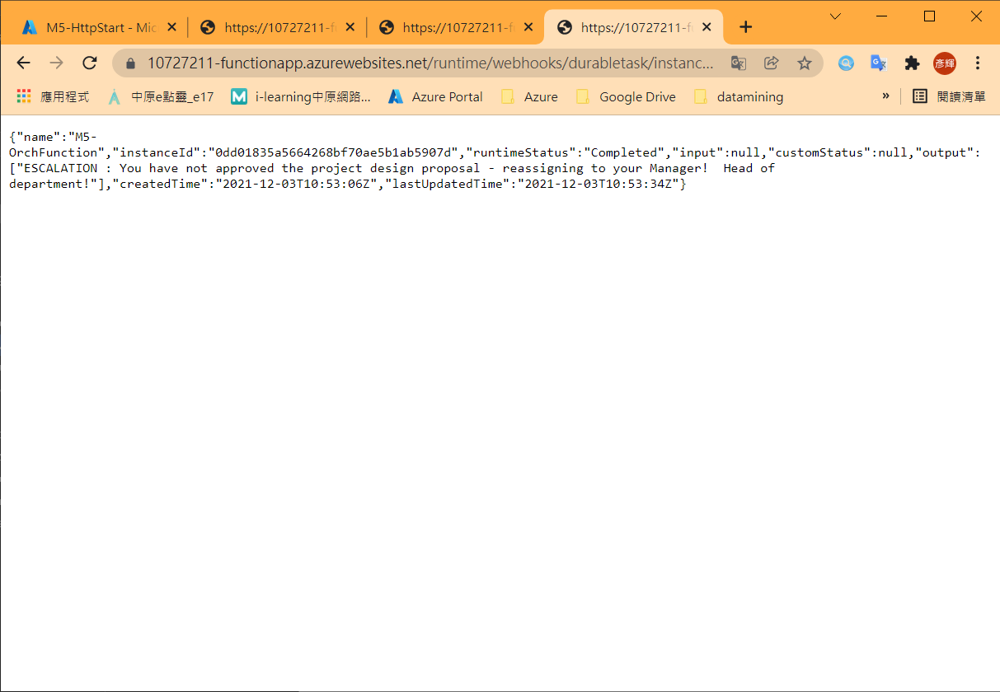 M5-HttpStart - Mic
https://10727211-f
https://10727211-f
https://10727211-f
10727211-functionapp.azurewebsites.net/runtime/webhooks/durabletask/instanc...
彥輝
應用程式
中原e點靈_e17
M
i-learning中原網路...
Azure Portal
Azure
Google Drive
datamining
»
閱讀清單
{"name":"M5-
OrchFunction","instanceId":"0dd01835a5664268bf70ae5b1ab5907d","runtimeStatus":"Completed","input":null,"customStatus":null,"output":
["ESCALATION : You have not approved the project design proposal - reassigning to your Manager!  Head of
department!"],"createdTime":"2021-12-03T10:53:06Z","lastUpdatedTime":"2021-12-03T10:53:34Z"}